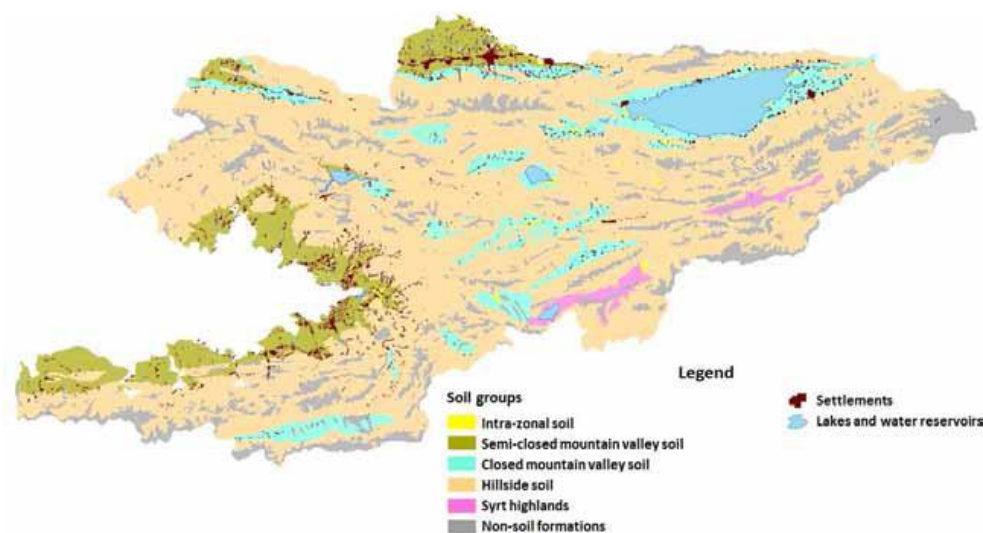 Legend
Soil groups
Intra-zonal soil
Semi-closed mountain valley soil
Closed mountain valley soil
Hillside soil
Syrt highlands
Non-soil formations
Settlements
Lakes and water reservoirs